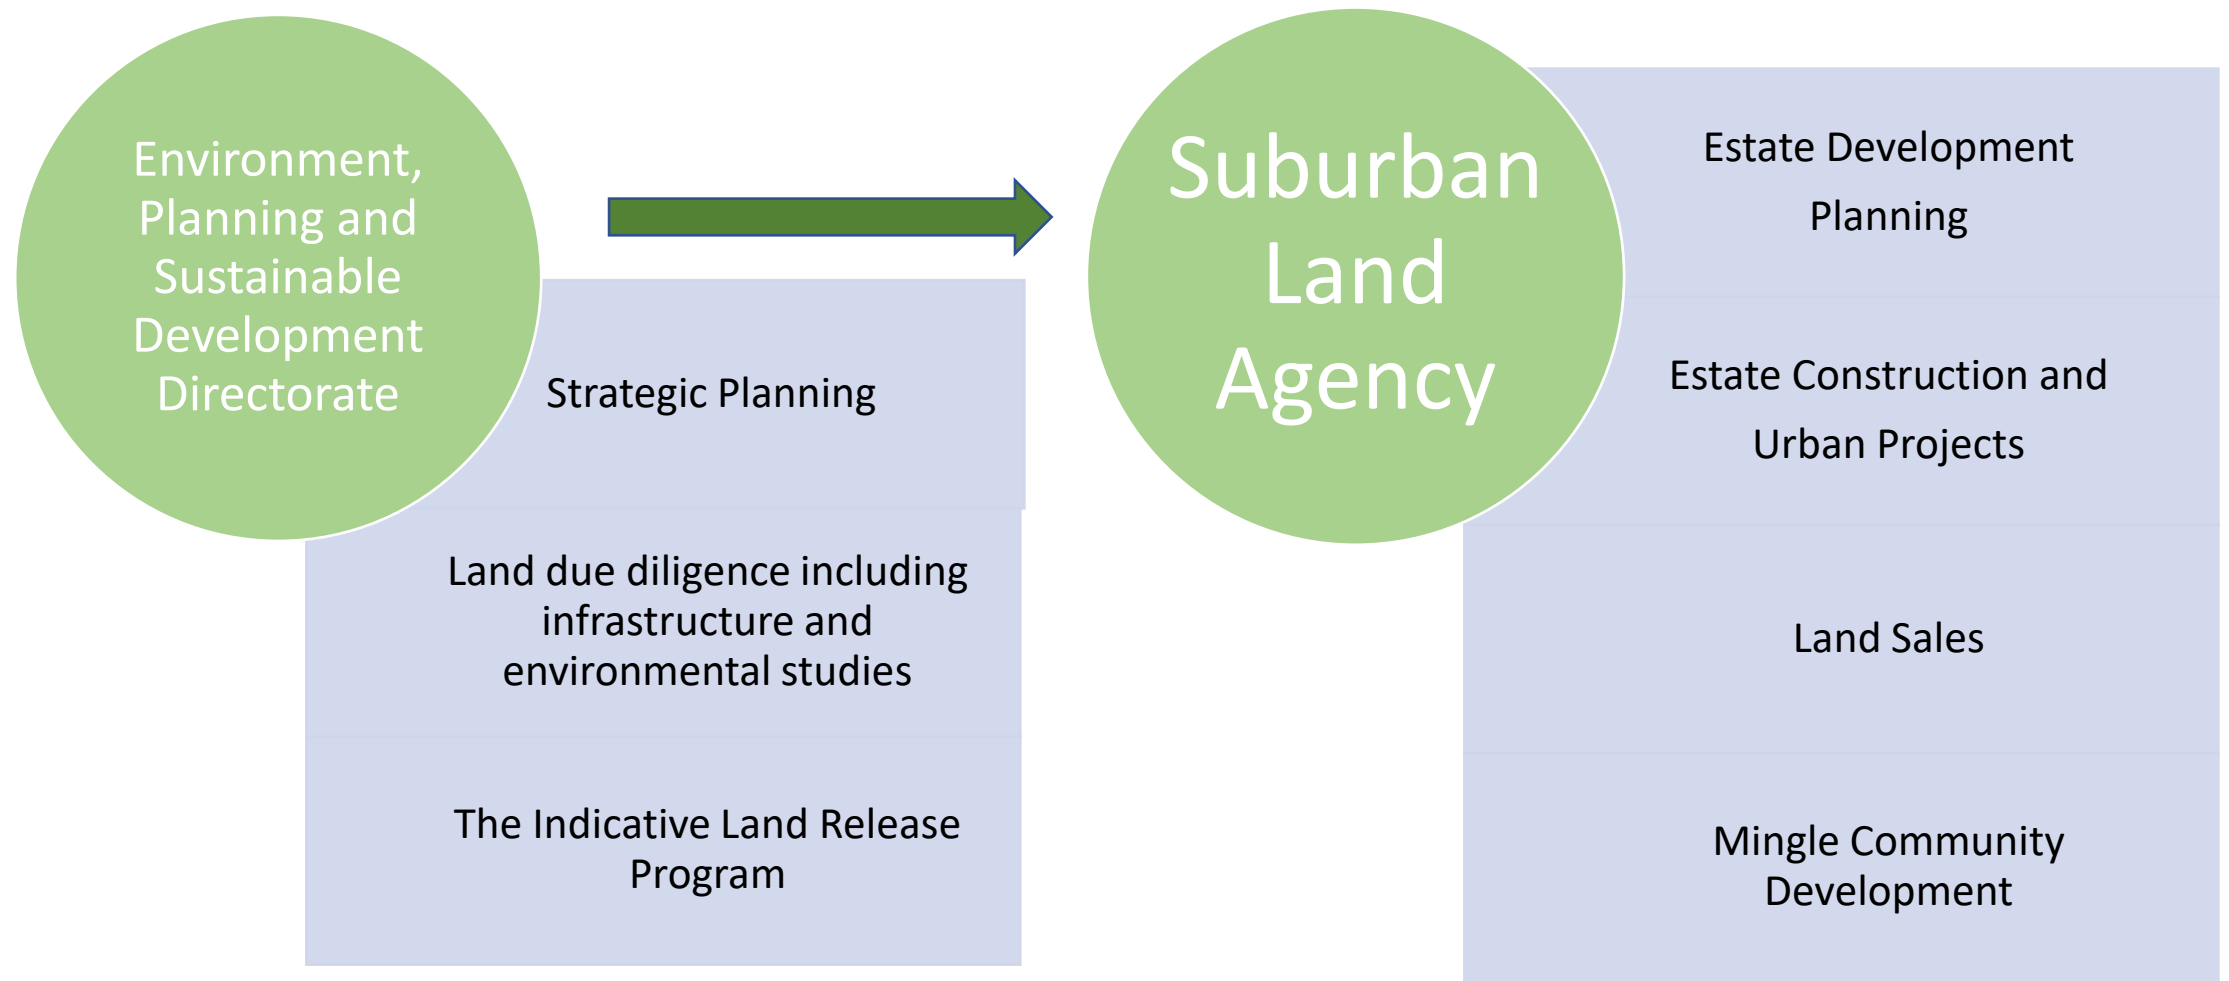 Environment,
Planning and
Sustainable
Development
Directorate
Strategic Planning
Land due diligence including
infrastructure and
environmental studies
The Indicative Land Release
Program
Suburban
Land
Agency
Estate Development
Planning
Estate Construction and
Urban Projects
Land Sales
Mingle Community
Development